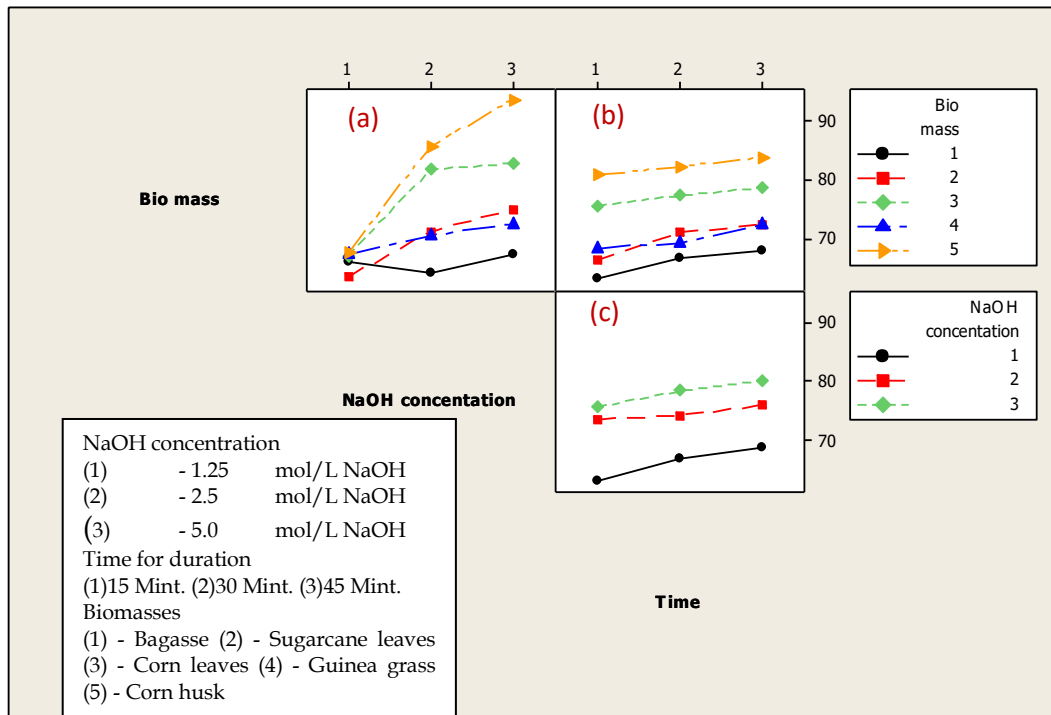 1 2 3 1 2 3
(a) (b)
90
80
70
Bio
mass
1
2
3
4
5
Bio mass
(c)
90
80
70
NaOH
concentation
1
2
3
NaOH concentration
NaOH concentration
(1) - 1.25 mol/L NaOH
(2) - 2.5 mol/L NaOH
(3) - 5.0 mol/L NaOH
Time for duration
(1)15 Mint. (2)30 Mint. (3)45 Mint.
Biomasses
(1) - Bagasse (2) - Sugarcane leaves
(3) - Corn leaves (4) - Guinea grass
(5) - Corn husk
Time